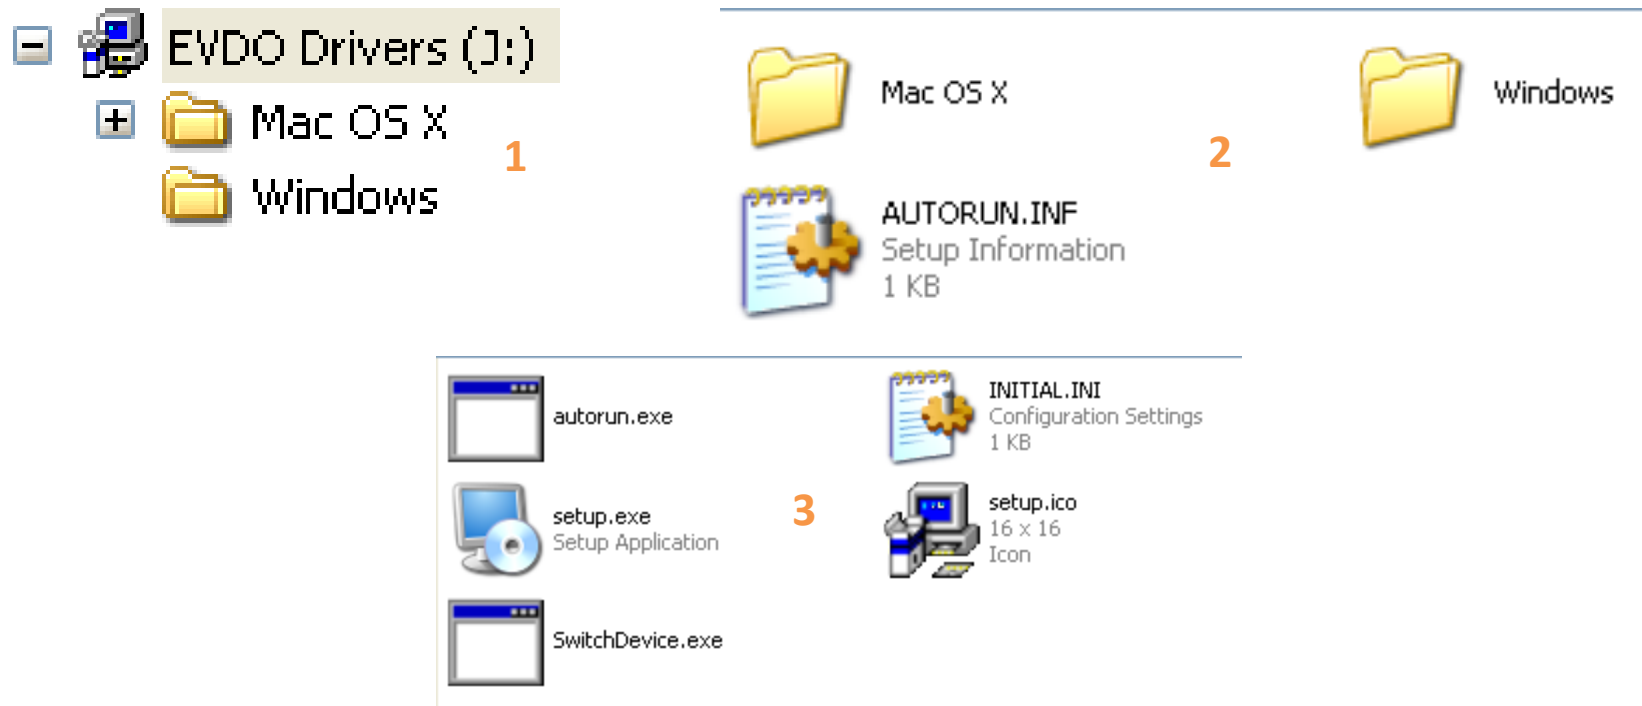 EVDO Drivers (J:)
Mac OS X
1
Windows
Mac OS X
Windows
2
AUTORUN.INF
Setup Information
1 KB
autorun.exe
INITIAL.INI
Configuration Settings
1 KB
setup.exe
Setup Application
3
setup.ico
16 x 16
Icon
SwitchDevice.exe